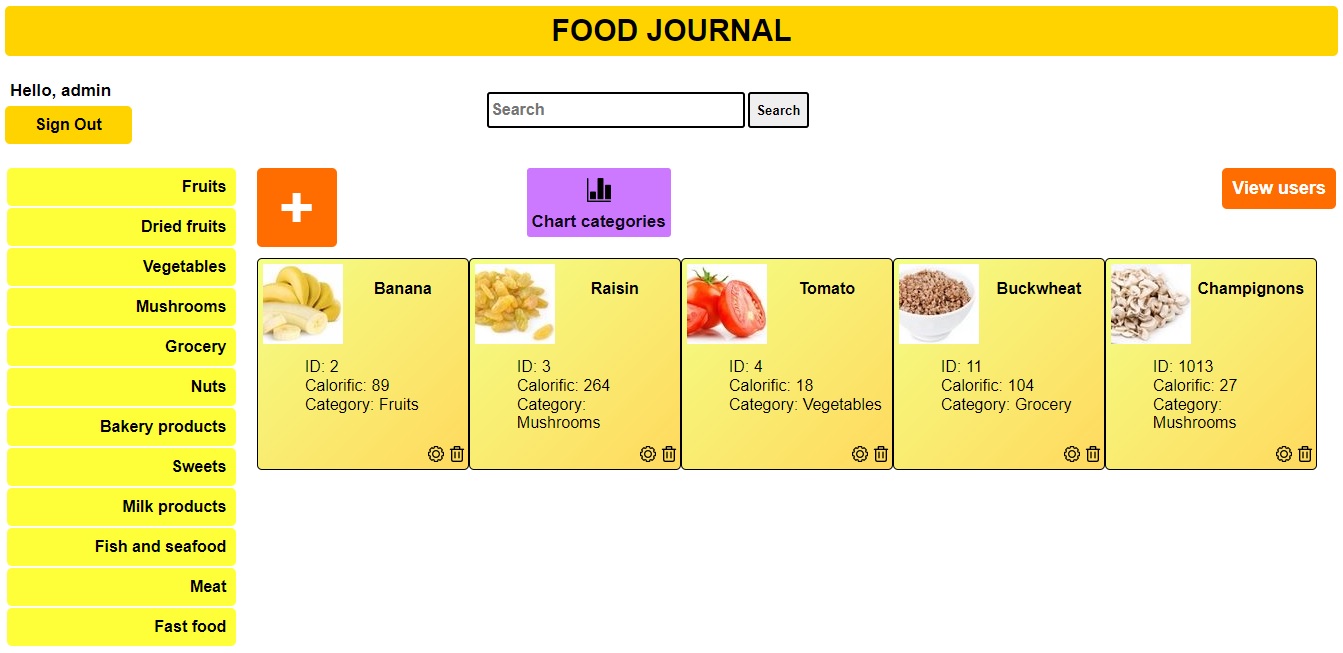 FOOD JOURNAL
Hello, admin
Sign Out
Search
Search
Fruits
Dried fruits
Vegetables
Mushrooms
Grocery
Nuts
Bakery products
Sweets
Milk products
Fish and seafood
Meat
Fast food
+
Chart categories
View users
Banana
ID: 2
Calorific: 89
Category: Fruits
Raisin
ID: 3
Calorific: 264
Category:
Mushrooms
Tomato
ID: 4
Calorific: 18
Category: Vegetables
Buckwheat
ID: 11
Calorific: 104
Category: Grocery
Champignons
ID: 1013
Calorific: 27
Category:
Mushrooms